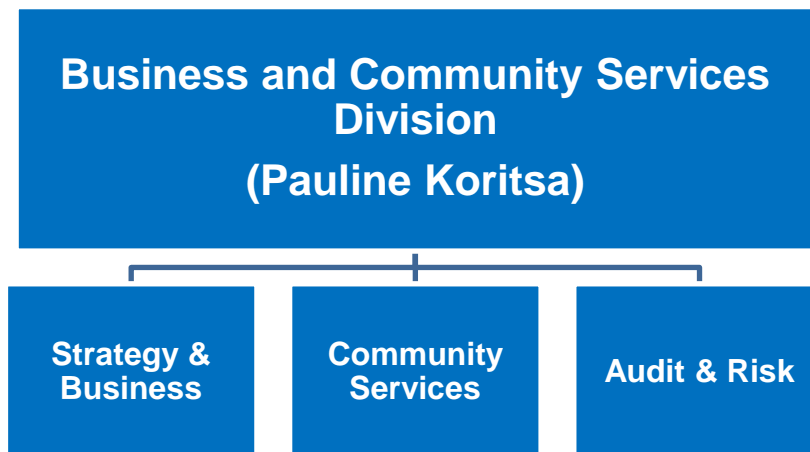 Business and Community Services
Division
(Pauline Koritsa)
Strategy &
Business
Community
Services
Audit & Risk